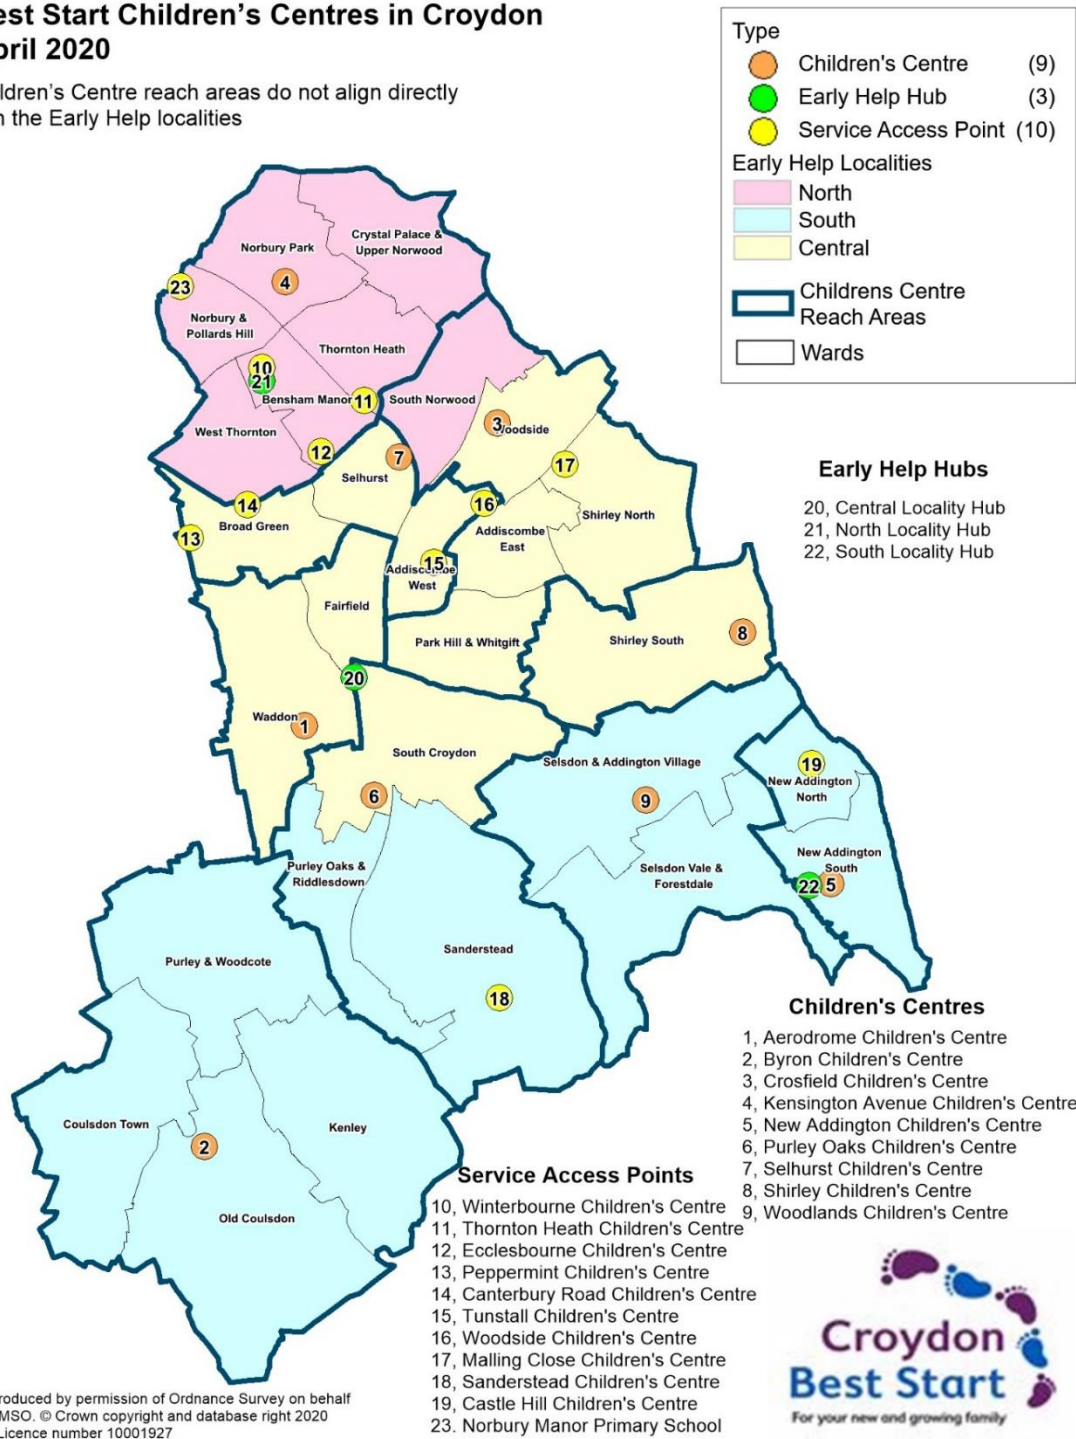 est Start Children's Centres in Croydon
pril 2020
ldren's Centre reach areas do not align directly
h the Early Help localities
Type
Children's Centre (9)
Early Help Hub (3)
Service Access Point (10)
Early Help Localities
North
South
Central
Childrens Centre
Reach Areas
Wards
Norbury Park
Crystal Palace &
Upper Norwood
4
23
Norbury &
Pollards Hill
Thornton Heath
10
21
Bensham Manor
11
South Norwood
West Thornton
12
7
3
Woodside
17
Selhurst
14
Broad Green
13
16
Addiscombe
East
Shirley North
15
Addiscombe
West
Fairfield
Park Hill & Whitgift
Shirley South
8
20
Waddon
1
South Croydon
6
Selsdon & Addington Village
9
19
New Addington
North
New Addington
South
22
5
Purley Oaks &
Riddlesdown
Selsdon Vale &
Forestdale
Sanderstead
18
Purley & Woodcote
Coulsdon Town
2
Kenley
Old Coulsdon
Early Help Hubs
20, Central Locality Hub
21, North Locality Hub
22, South Locality Hub
Children's Centres
1, Aerodrome Children's Centre
2, Byron Children's Centre
3, Crosfield Children's Centre
4, Kensington Avenue Children's Centre
5, New Addington Children's Centre
6, Purley Oaks Children's Centre
7, Selhurst Children's Centre
8, Shirley Children's Centre
9, Woodlands Children's Centre
Service Access Points
10, Winterbourne Children's Centre
11, Thornton Heath Children's Centre
12, Ecclesbourne Children's Centre
13, Peppermint Children's Centre
14, Canterbury Road Children's Centre
15, Tunstall Children's Centre
16, Woodside Children's Centre
17, Malling Close Children's Centre
18, Sanderstead Children's Centre
19, Castle Hill Children's Centre
23. Norbury Manor Primary School
Croydon
Best Start
For your new and growing family
roduced by permission of Ordnance Survey on behalf
MSO. © Crown copyright and database right 2020
Licence number 10001927